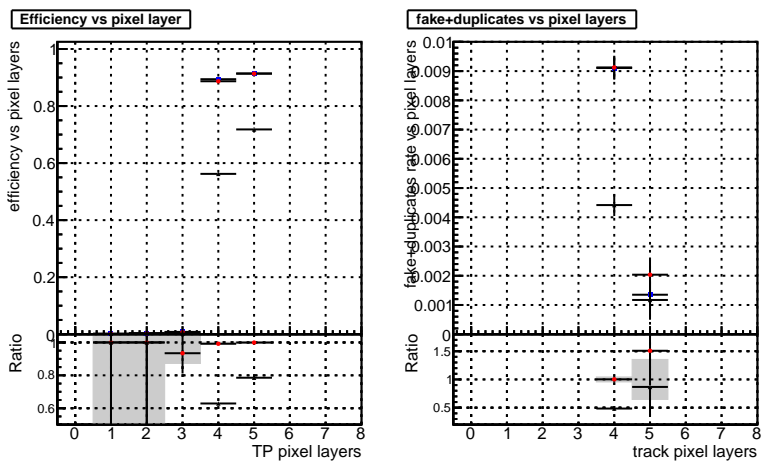 Efficiency vs pixel layer
efficiency vs pixel layers
1
0.8
0.6
0.4
0.2
0
Ratio
1
0.8
0.6
0 1 2 3 4 5 6 7 8
TP pixel layers
fake+duplicates vs pixel layers
fake+duplicates rate vs pixel layers
0.01
0.009
0.008
0.007
0.006
0.005
0.004
0.003
0.002
0.001
0
Ratio
1.5
1
0.5
0 1 2 3 4 5 6 7 8
track pixel layers